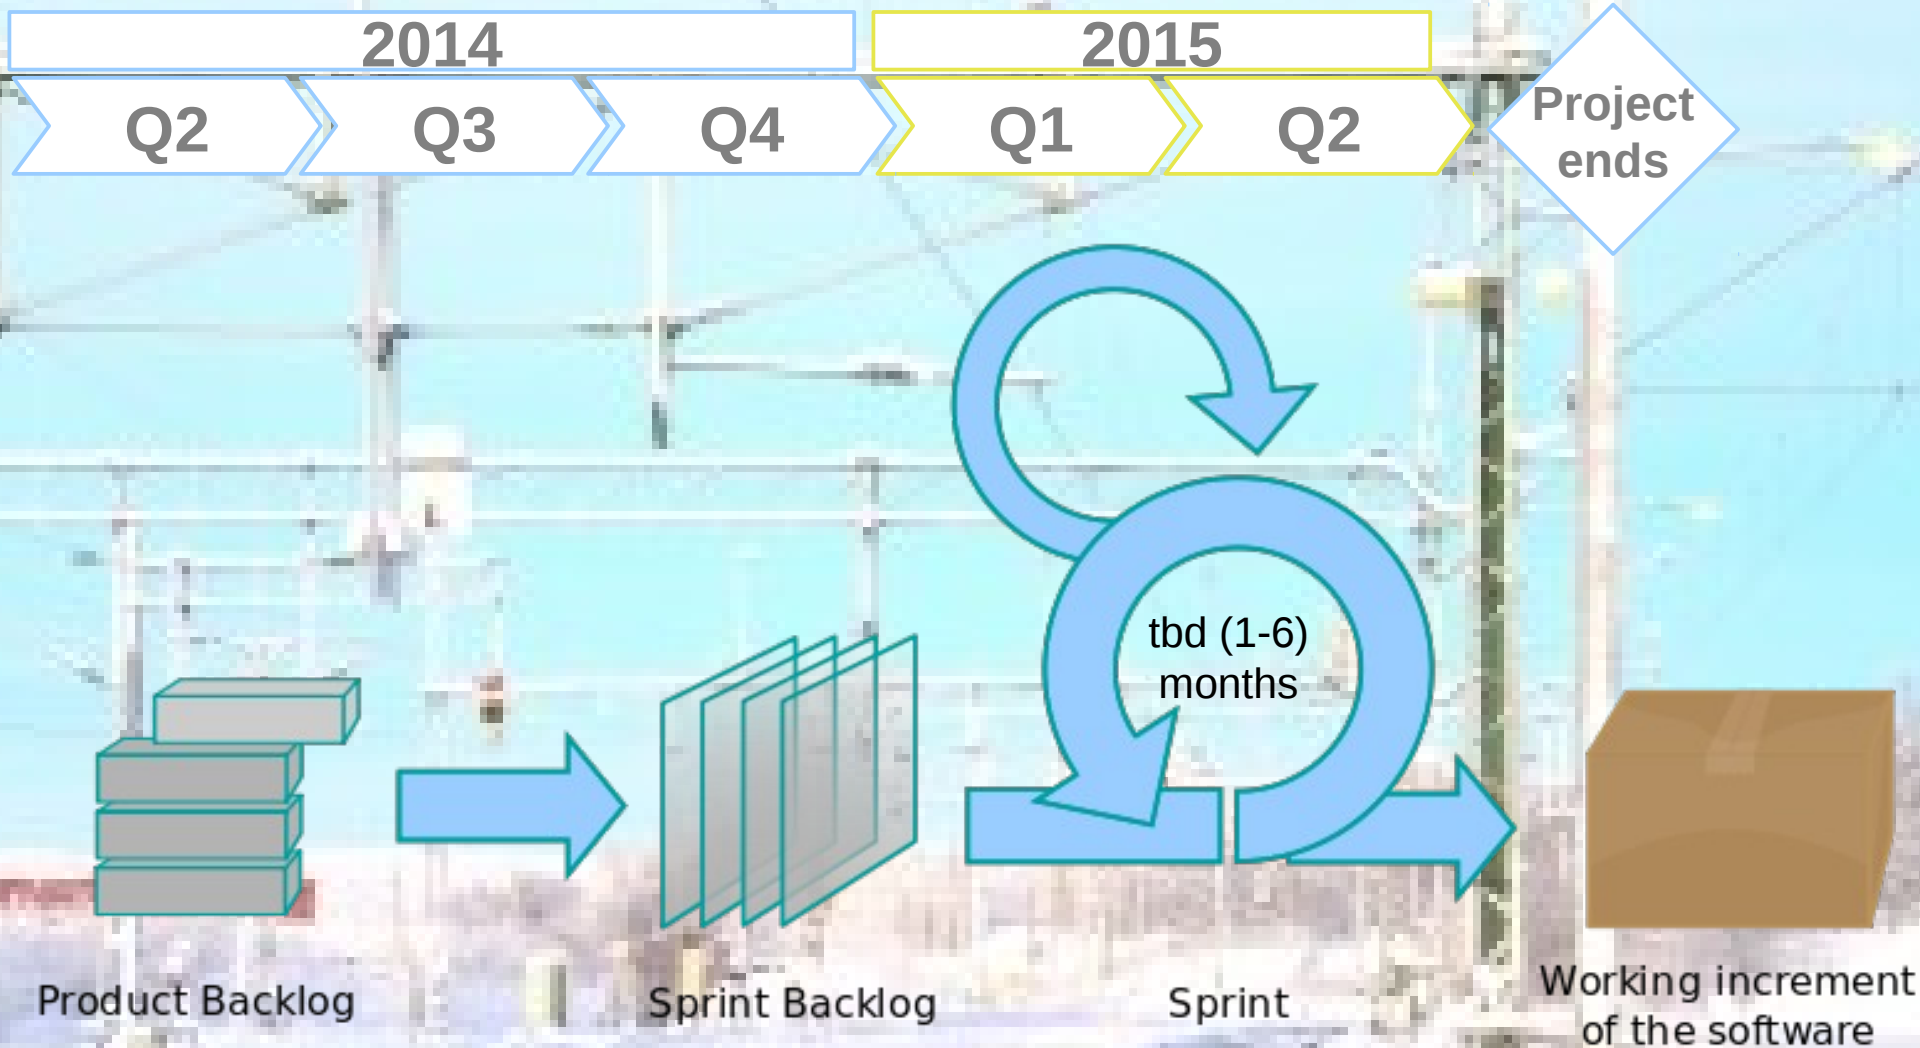 2014
2015
Q2
Q3
Q4
Q1
Q2
Project
ends
tbd (1-6)
months
Product Backlog
Sprint Backlog
Sprint
Working increment
of the software